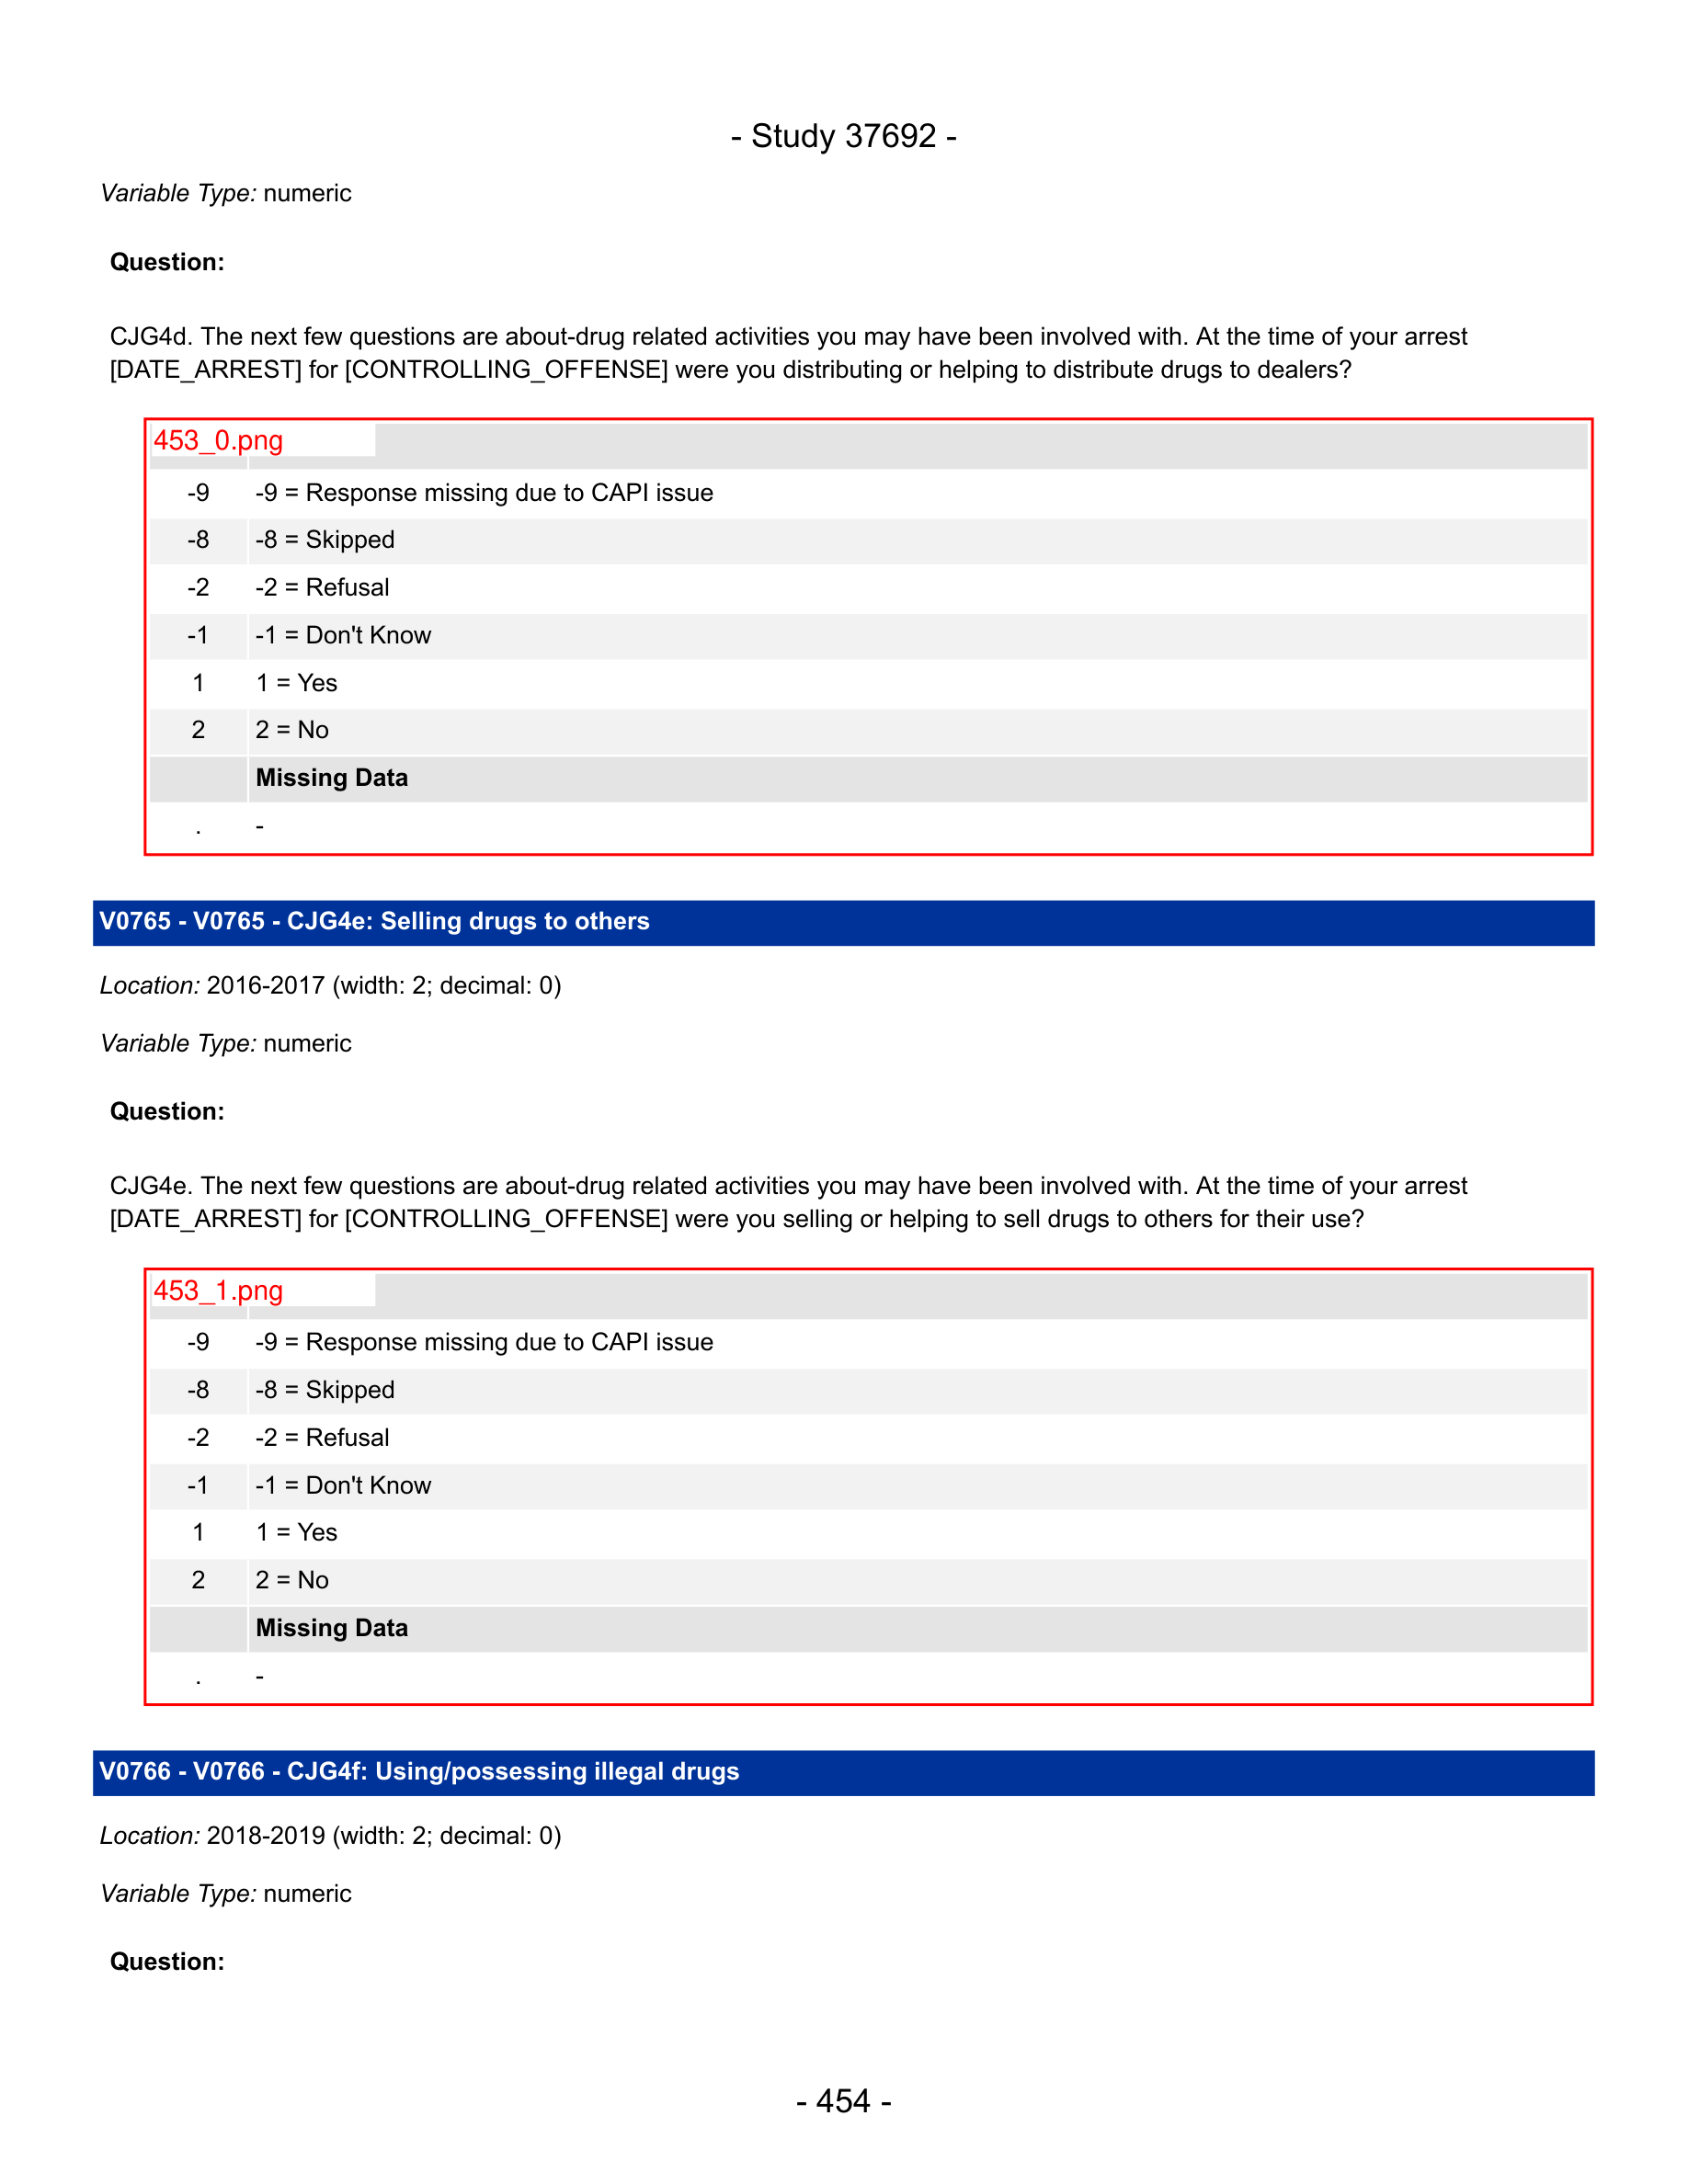 - Study 37692 -
Variable Type: numeric
Question:
CJG4d. The next few questions are about-drug related activities you may have been involved with. At the time of your arrest
[DATE_ARREST] for [CONTROLLING_OFFENSE] were you distributing or helping to distribute drugs to dealers?
453_0.png
-9 -9 = Response missing due to CAPI issue
-8 -8 = Skipped
-2 -2 = Refusal
-1 -1 = Don't Know
1 1 = Yes
2 2 = No
Missing Data
. -
V0765 - V0765 - CJG4e: Selling drugs to others
Location: 2016-2017 (width: 2; decimal: 0)
Variable Type: numeric
Question:
CJG4e. The next few questions are about-drug related activities you may have been involved with. At the time of your arrest
[DATE_ARREST] for [CONTROLLING_OFFENSE] were you selling or helping to sell drugs to others for their use?
453_1.png
-9 -9 = Response missing due to CAPI issue
-8 -8 = Skipped
-2 -2 = Refusal
-1 -1 = Don't Know
1 1 = Yes
2 2 = No
Missing Data
. -
V0766 - V0766 - CJG4f: Using/possessing illegal drugs
Location: 2018-2019 (width: 2; decimal: 0)
Variable Type: numeric
Question:
- 454 -